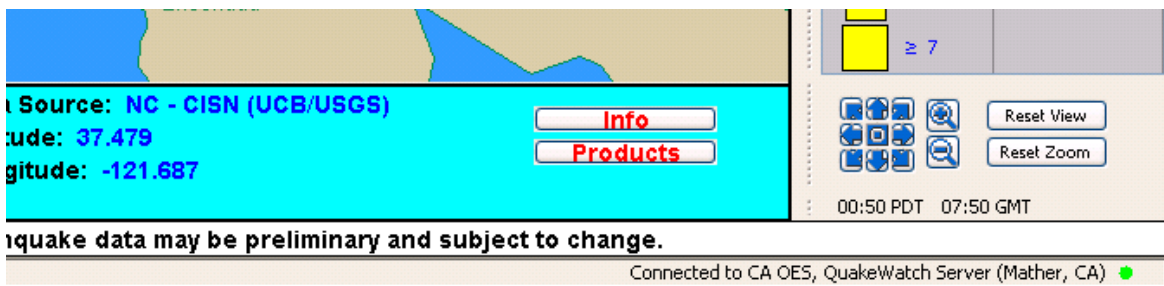 ≥ 7
a Source: NC - CISN (UCB/USGS)
tude: 37.479
gitude: -121.687
Info
Products
Reset View
Reset Zoom
00:50 PDT 07:50 GMT
hquake data may be preliminary and subject to change.
Connected to CA OES, QuakeWatch Server (Mather, CA)